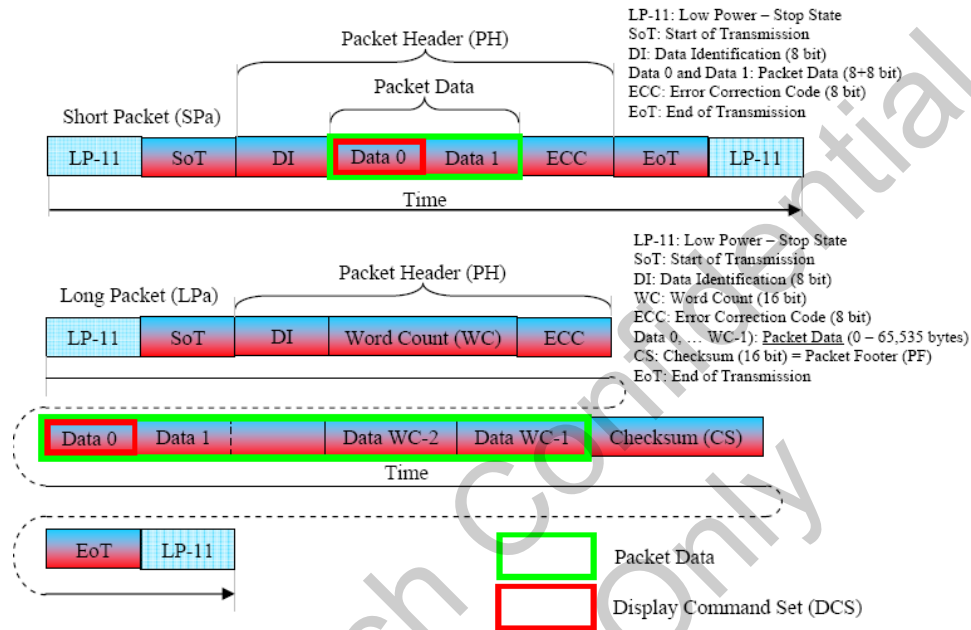 LP-11: Low Power – Stop State
SoT: Start of Transmission
DI: Data Identification (8 bit)
Data 0 and Data 1: Packet Data (8+8 bit)
ECC: Error Correction Code (8 bit)
EoT: End of Transmission
Packet Header (PH)
Packet Data
Short Packet (SPa)
LP-11 SoT DI Data 0 Data 1 ECC EoT LP-11
Time
LP-11: Low Power – Stop State
SoT: Start of Transmission
DI: Data Identification (8 bit)
WC: Word Count (16 bit)
ECC: Error Correction Code (8 bit)
Data 0, ... WC-1): Packet Data (0 – 65,535 bytes)
CS: Checksum (16 bit) = Packet Footer (PF)
EoT: End of Transmission
Packet Header (PH)
Long Packet (LPa)
LP-11 SoT DI Word Count (WC) ECC
Data 0 Data 1 Data WC-2 Data WC-1 Checksum (CS)
Time
EoT LP-11
Packet Data
Display Command Set (DCS)
Confidential
Only